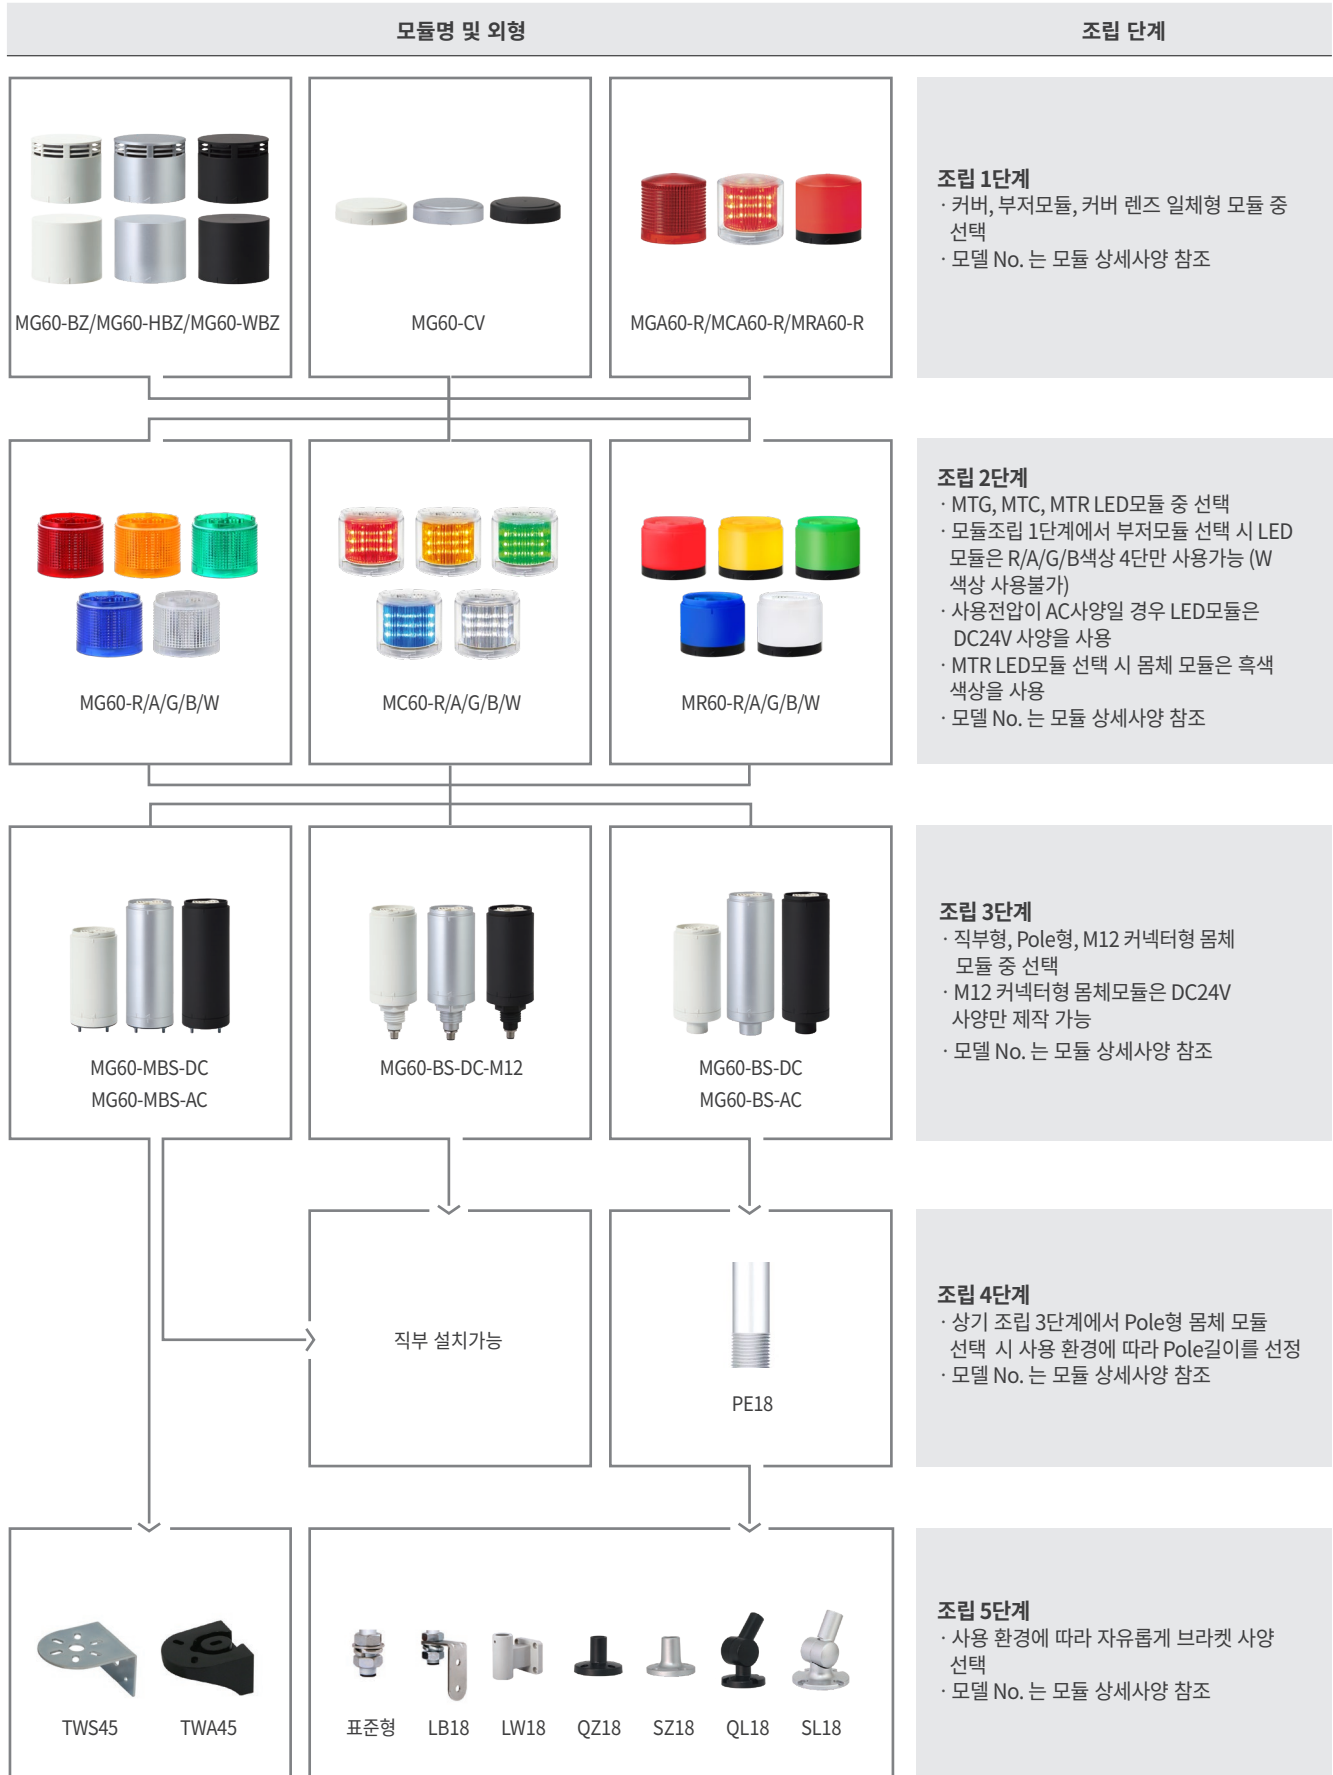 모듈명 및 외형
조립 단계
MG60-BZ/MG60-HBZ/MG60-WBZ
MG60-CV
MGA60-R/MCA60-R/MRA60-R
조립 1단계
· 커버, 부저모듈, 커버 렌즈 일체형 모듈 중
선택
· 모델 No. 는 모듈 상세사양 참조
MG60-R/A/G/B/W
MC60-R/A/G/B/W
MR60-R/A/G/B/W
조립 2단계
· MTG, MTC, MTR LED모듈 중 선택
· 모듈조립 1단계에서 부저모듈 선택 시 LED
모듈은 R/A/G/B색상 4단만 사용가능 (W
색상 사용불가)
· 사용전압이 AC사양일 경우 LED모듈은
DC24V 사양을 사용
· MTR LED모듈 선택 시 몸체 모듈은 흑색
색상을 사용
· 모델 No. 는 모듈 상세사양 참조
MG60-MBS-DC
MG60-MBS-AC
MG60-BS-DC-M12
MG60-BS-DC
MG60-BS-AC
조립 3단계
· 직부형, Pole형, M12 커넥터형 몸체
모듈 중 선택
· M12 커넥터형 몸체모듈은 DC24V
사양만 제작 가능
· 모델 No. 는 모듈 상세사양 참조
직부 설치가능
PE18
조립 4단계
· 상기 조립 3단계에서 Pole형 몸체 모듈
선택 시 사용 환경에 따라 Pole길이를 선정
· 모델 No. 는 모듈 상세사양 참조
TWS45
TWA45
표준형
LB18
LW18
QZ18
SZ18
QL18
SL18
조립 5단계
· 사용 환경에 따라 자유롭게 브라켓 사양
선택
· 모델 No. 는 모듈 상세사양 참조